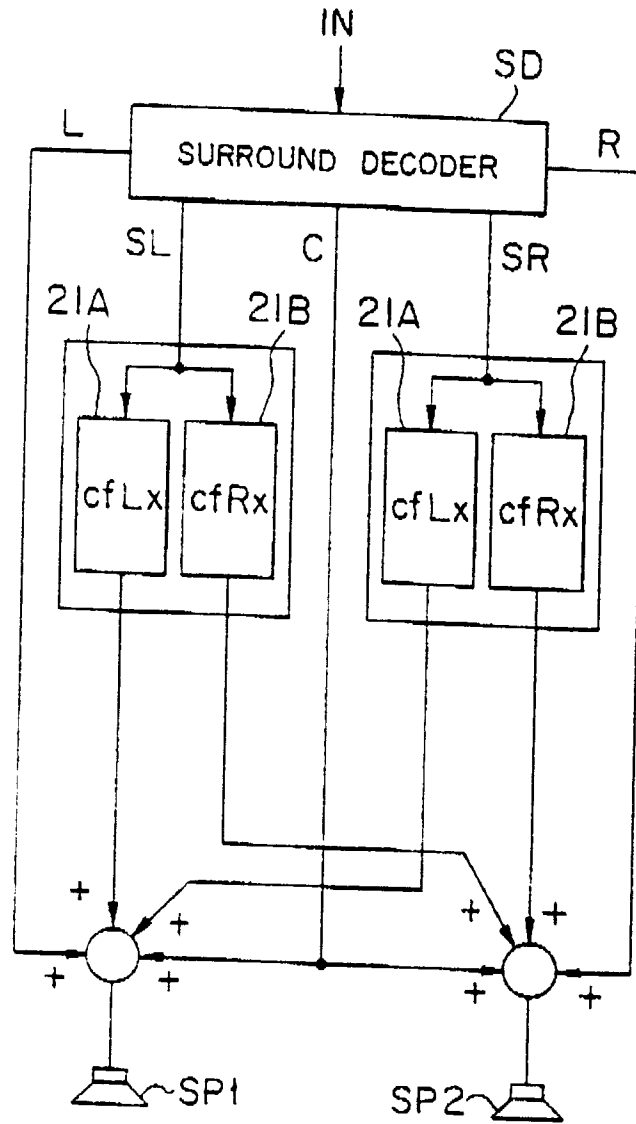 IN
SD
L
R
SURROUND DECODER
SL
C
SR
21A
21B
21A
21B
cfLx
cfRx
cfLx
cfRx
+
+
+
+
+
+
+
+
SP1
SP2